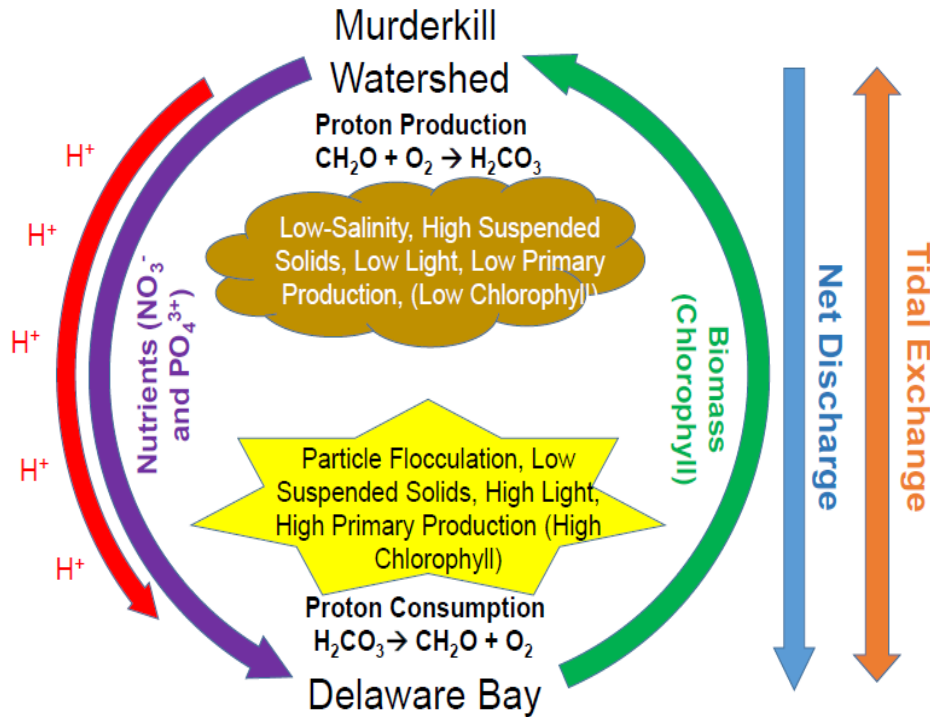 Murderkill
Watershed
Proton Production
CH₂O + O₂ → H₂CO₃
Low-Salinity, High Suspended
Solids, Low Light, Low Primary
Production, (Low Chlorophyll)
H⁺
H⁺
H⁺
H⁺
H⁺
Nutrients (NO₃⁻
and PO₄³⁺)
Biomass
(Chlorophyll)
Net Discharge
Tidal Exchange
Particle Flocculation, Low
Suspended Solids, High Light,
High Primary Production (High
Chlorophyll)
Proton Consumption
H₂CO₃→ CH₂O + O₂
Delaware Bay